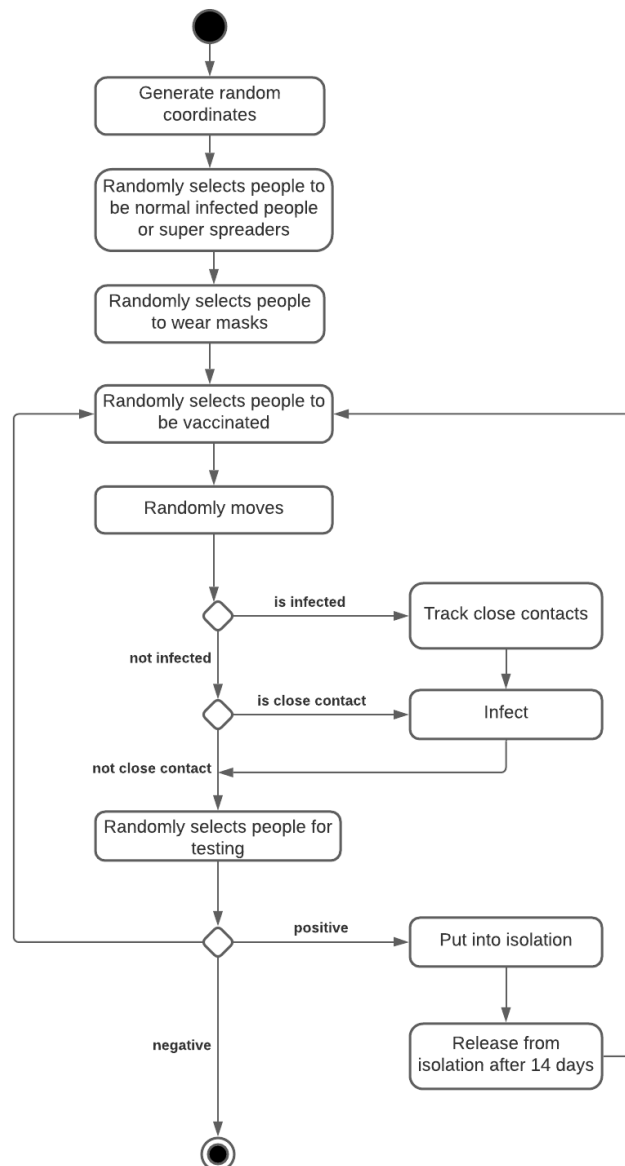 Generate random
coordinates
Randomly selects people to
be normal infected people
or super spreaders
Randomly selects people
to wear masks
Randomly selects people to
be vaccinated
Randomly moves
is infected
Track close contacts
not infected
is close contact
Infect
not close contact
Randomly selects people for
testing
positive
Put into isolation
negative
Release from
isolation after 14 days